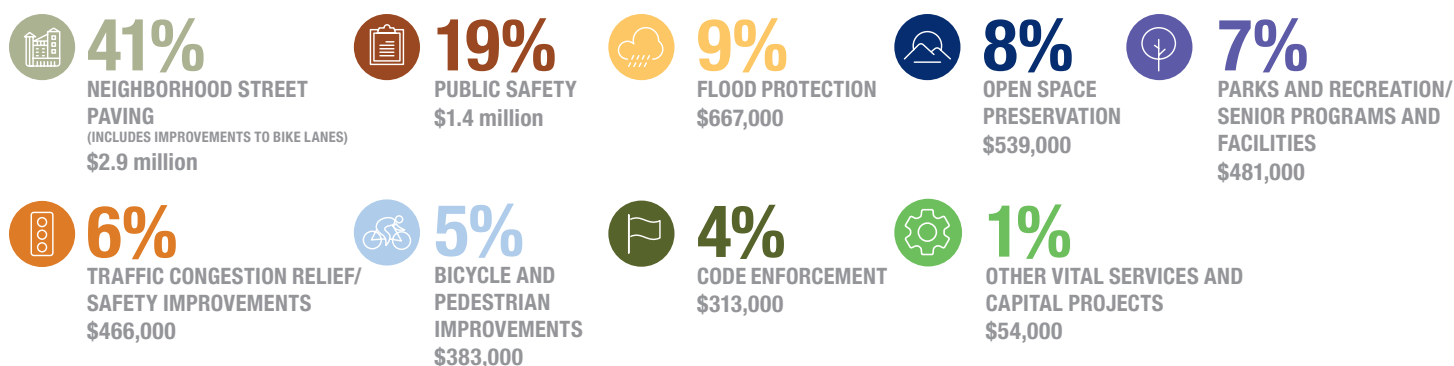 41%
NEIGHBORHOOD STREET
PAVING
(INCLUDES IMPROVEMENTS TO BIKE LANES)
$2.9 million
19%
PUBLIC SAFETY
$1.4 million
9%
FLOOD PROTECTION
$667,000
8%
OPEN SPACE
PRESERVATION
$539,000
7%
PARKS AND RECREATION/
SENIOR PROGRAMS AND
FACILITIES
$481,000
6%
TRAFFIC CONGESTION RELIEF/
SAFETY IMPROVEMENTS
$466,000
5%
BICYCLE AND
PEDESTRIAN
IMPROVEMENTS
$383,000
4%
CODE ENFORCEMENT
$313,000
1%
OTHER VITAL SERVICES AND
CAPITAL PROJECTS
$54,000